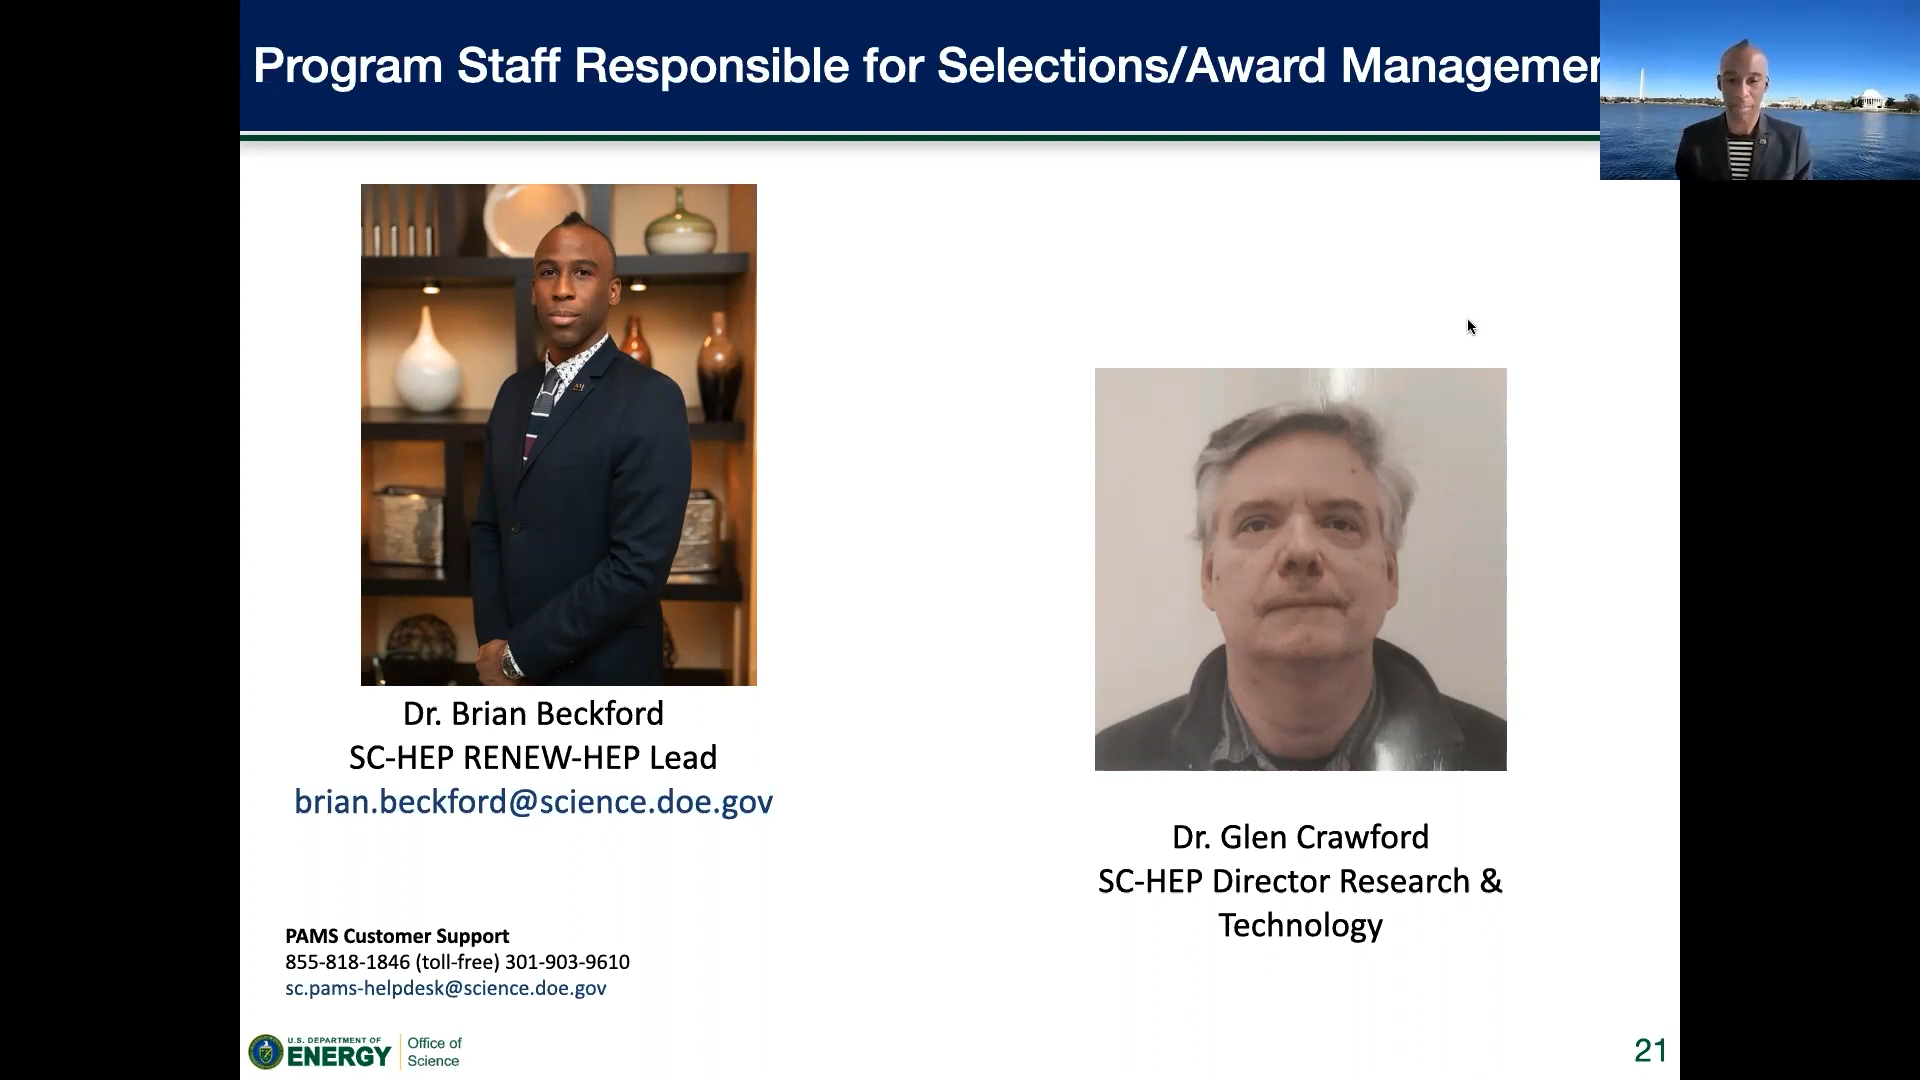 Program Staff Responsible for Selections/Award Managemen
Dr. Brian Beckford
SC-HEP RENEW-HEP Lead
brian.beckford@science.doe.gov
Dr. Glen Crawford
SC-HEP Director Research &
Technology
PAMS Customer Support
855-818-1846 (toll-free) 301-903-9610
sc.pams-helpdesk@science.doe.gov
U.S. DEPARTMENT OF
ENERGY
Office of
Science
21